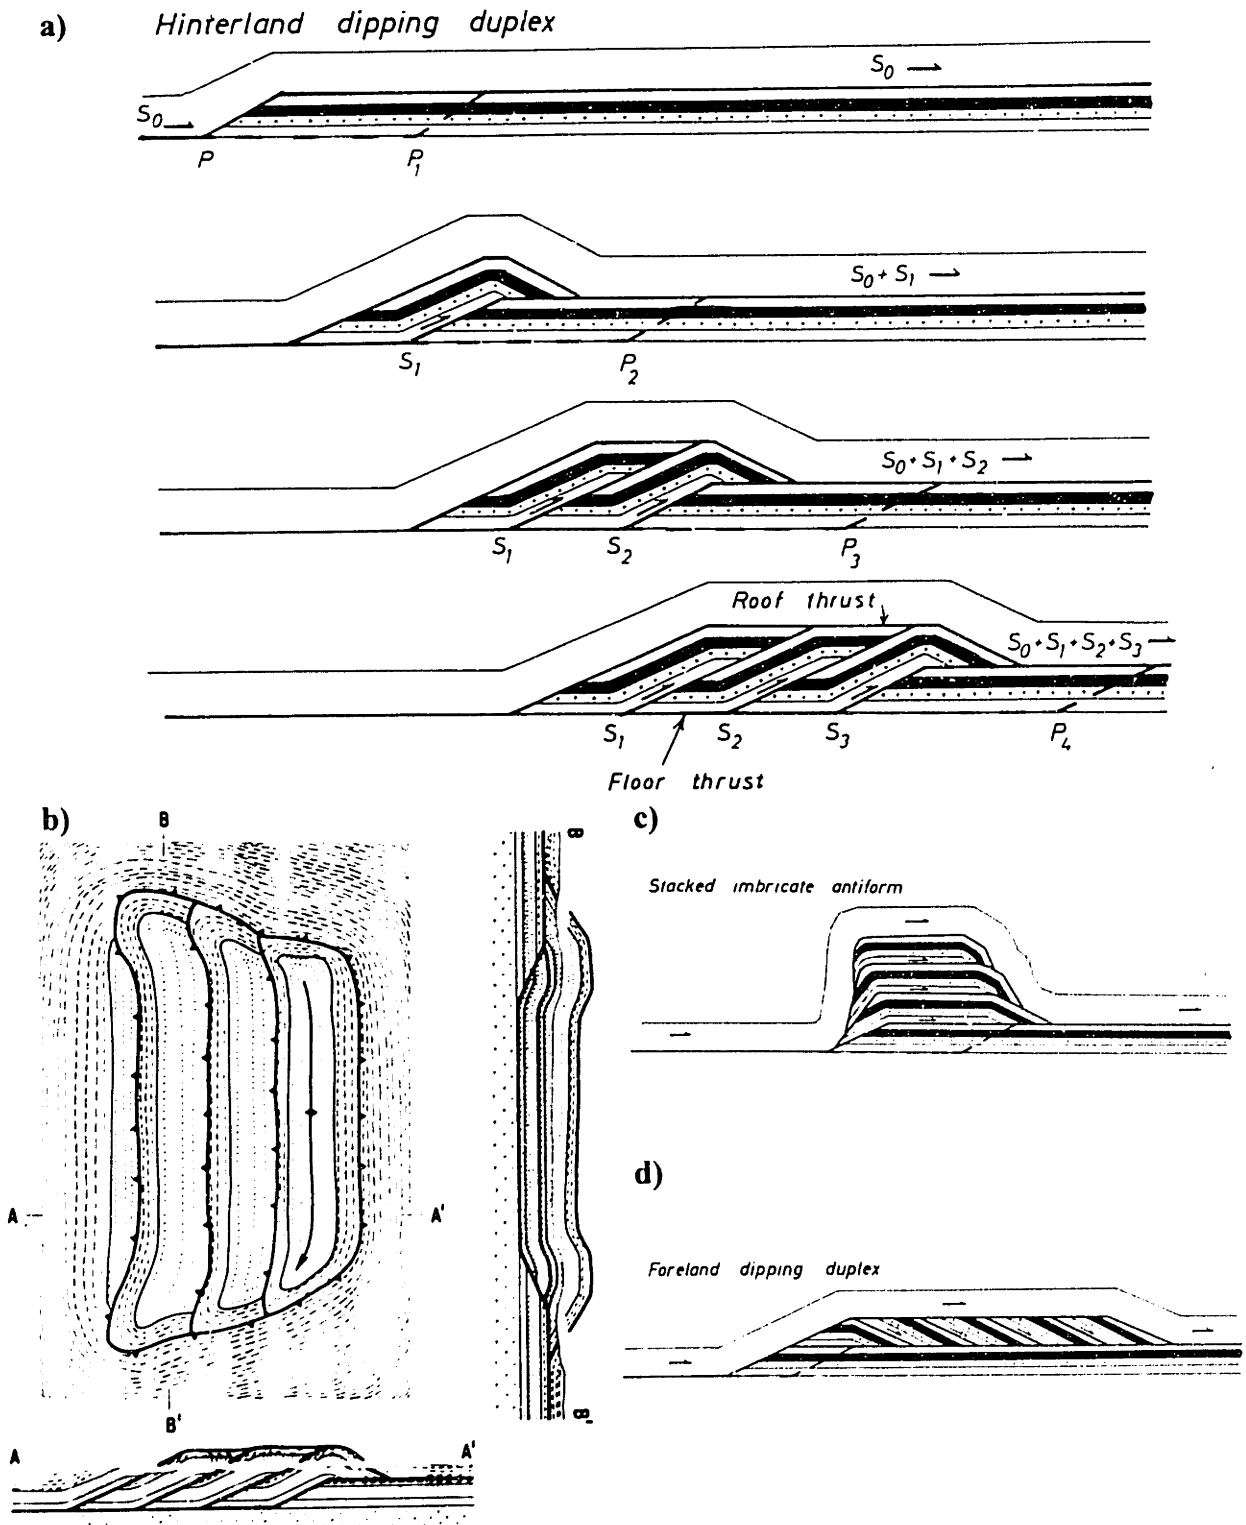 a)
Hinterland dipping duplex
S0
S0
P P1
S0 + S1
S1 P2
S0 + S1 + S2
S1 S2 P3
Roof thrust
S0 + S1 + S2 + S3
S1 S2 S3 P4
Floor thrust
b)
B
A A'
B'
B
B'
A A'
c)
Stacked imbricate antiform
d)
Foreland dipping duplex